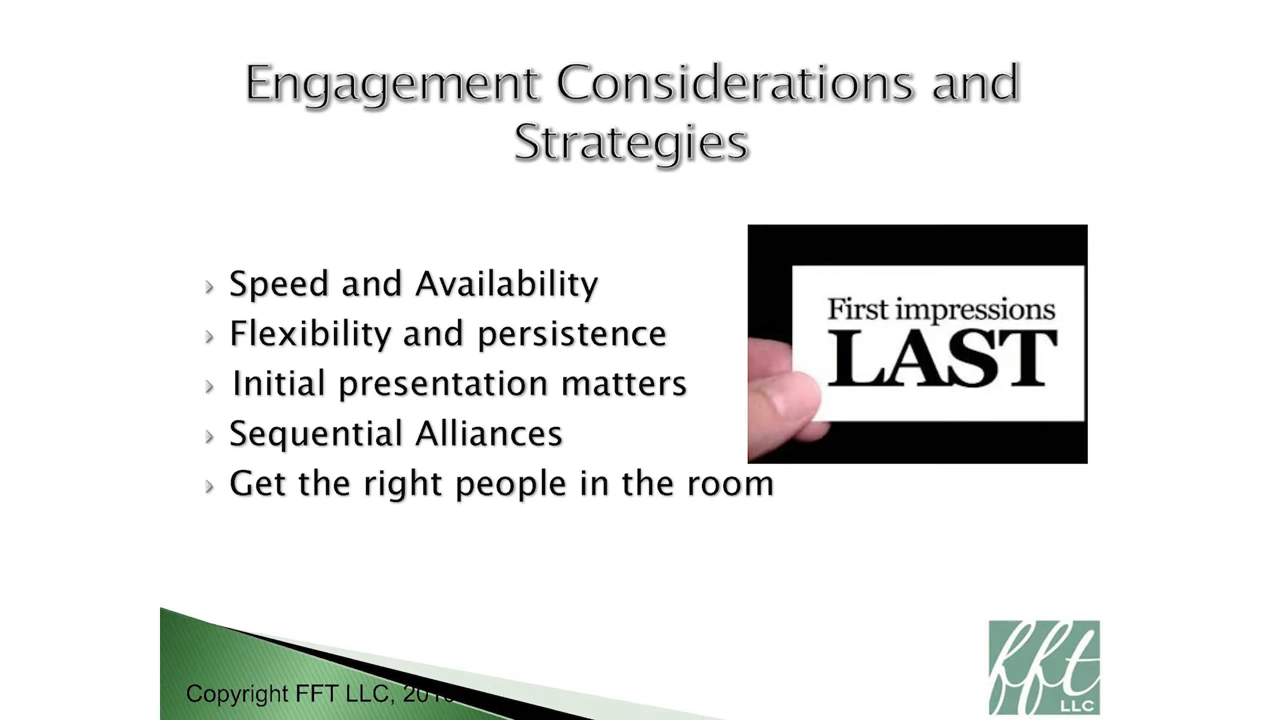 Engagement Considerations and
Strategies
Speed and Availability
Flexibility and persistence
Initial presentation matters
Sequential Alliances
Get the right people in the room
First impressions
LAST
Copyright FFT LLC,
fft
LLC